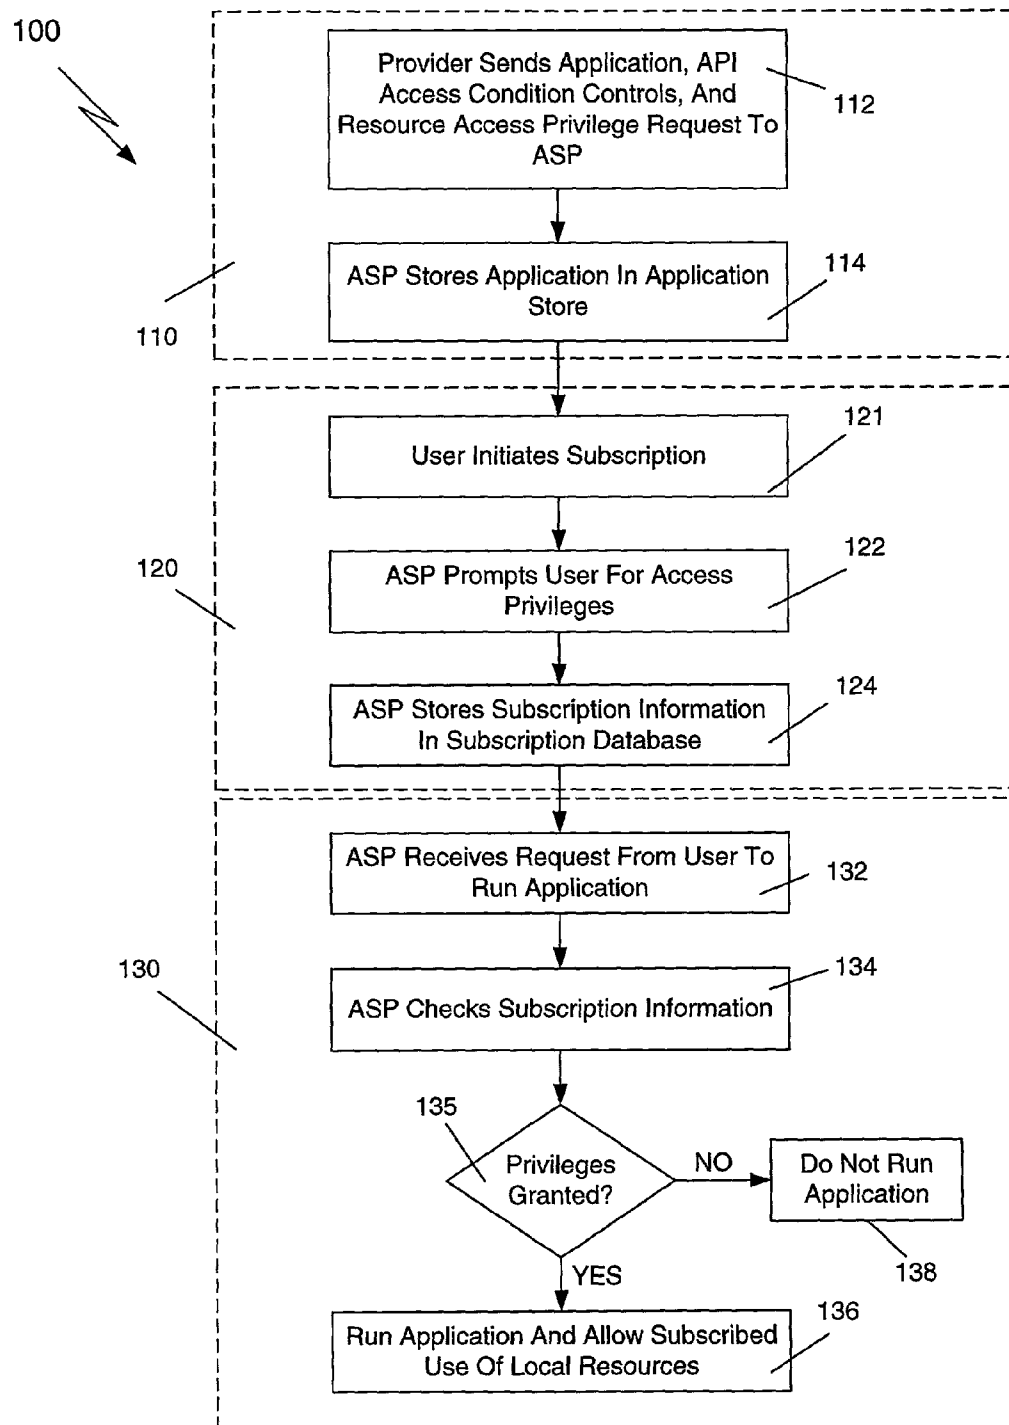 100
Provider Sends Application, API
Access Condition Controls, And
Resource Access Privilege Request To
ASP
112
ASP Stores Application In Application
Store
114
110
User Initiates Subscription
121
ASP Prompts User For Access
Privileges
122
120
ASP Stores Subscription Information
In Subscription Database
124
ASP Receives Request From User To
Run Application
132
130
ASP Checks Subscription Information
134
135
Privileges
Granted?
NO
Do Not Run
Application
138
YES
Run Application And Allow Subscribed
Use Of Local Resources
136